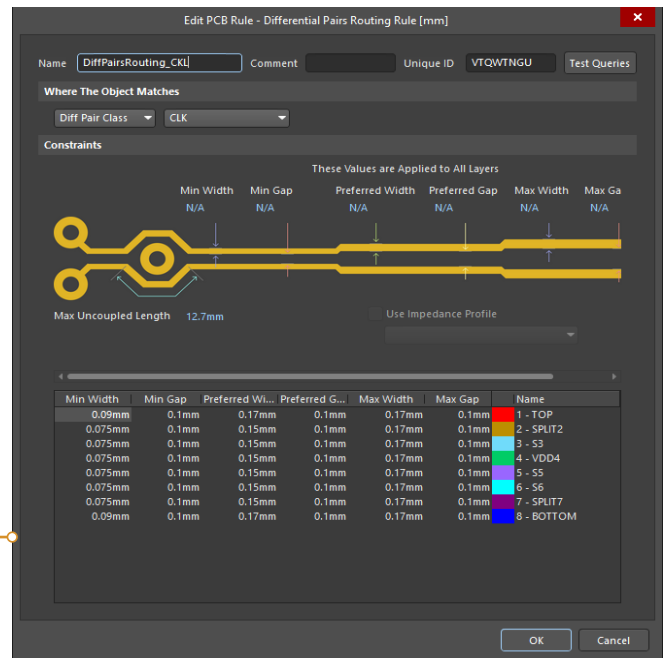 Edit PCB Rule - Differential Pairs Routing Rule [mm]
Name DiffPairsRouting_CKL Comment Unique ID VTQWTNGU Test Queries
Where The Object Matches
Diff Pair Class CLK
Constraints
These Values are Applied to All Layers
Min Width Min Gap Preferred Width Preferred Gap Max Width Max Ga
N/A N/A N/A N/A N/A N/A
Max Uncoupled Length 12.7mm
Use Impedance Profile
Min Width Min Gap Preferred Wi... Preferred G... Max Width Max Gap Name
0.09mm 0.1mm 0.17mm 0.1mm 0.17mm 0.1mm 1 - TOP
0.075mm 0.1mm 0.15mm 0.1mm 0.17mm 0.1mm 2 - SPLIT2
0.075mm 0.1mm 0.15mm 0.1mm 0.17mm 0.1mm 3 - S3
0.075mm 0.1mm 0.15mm 0.1mm 0.17mm 0.1mm 4 - VDD4
0.075mm 0.1mm 0.15mm 0.1mm 0.17mm 0.1mm 5 - S5
0.075mm 0.1mm 0.15mm 0.1mm 0.17mm 0.1mm 6 - S6
0.075mm 0.1mm 0.15mm 0.1mm 0.17mm 0.1mm 7 - SPLIT7
0.09mm 0.1mm 0.17mm 0.1mm 0.17mm 0.1mm 8 - BOTTOM
OK Cancel